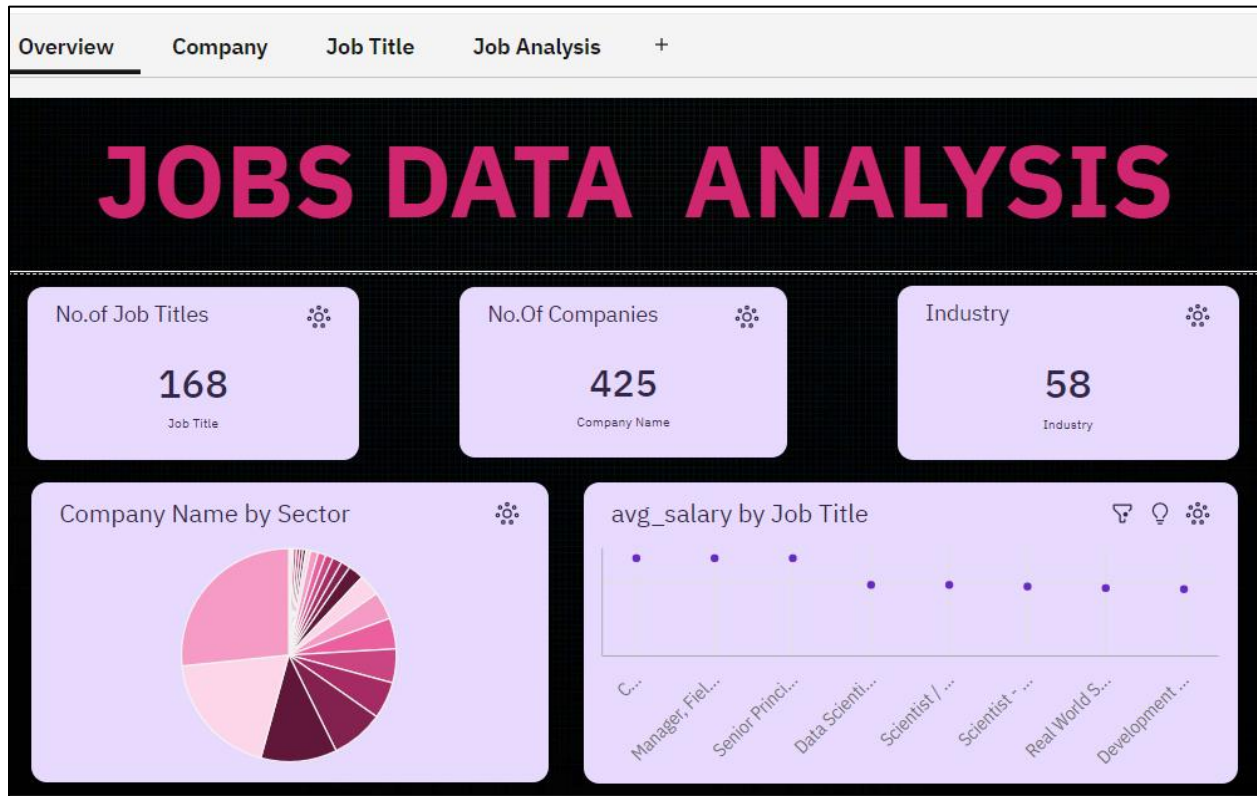 Overview Company Job Title Job Analysis +
JOBS DATA ANALYSIS
No.of Job Titles
168
Job Title
No.Of Companies
425
Company Name
Industry
58
Industry
Company Name by Sector
avg_salary by Job Title
C...
Manager, Fiel...
Senior Princi...
Data Scienti...
Scientist / ...
Scientist - ...
Real World S...
Development ...